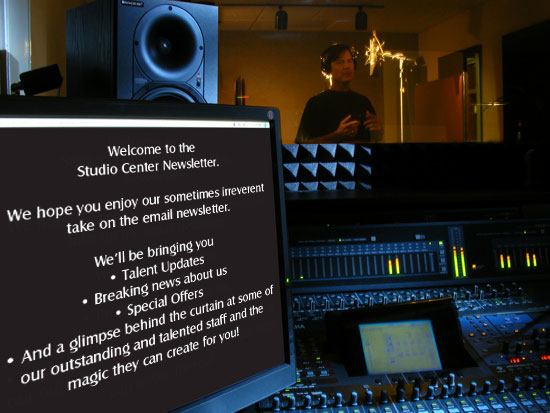 Welcome to the
Studio Center Newsletter.
We hope you enjoy our sometimes irreverent
take on the email newsletter.
We'll be bringing you
• Talent Updates
• Breaking news about us
• Special Offers
• And a glimpse behind the curtain at some of
our outstanding and talented staff and the
magic they can create for you!